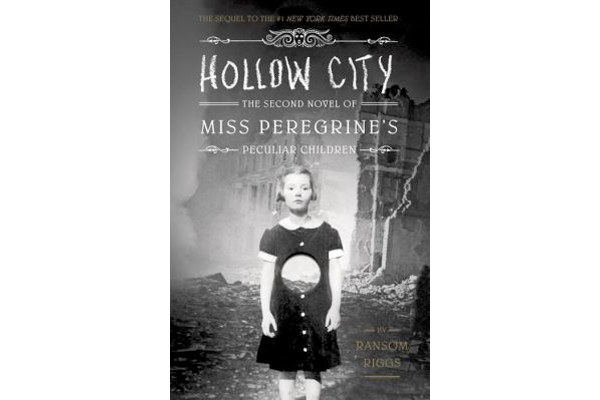 THE SEQUEL TO THE #1 NEW YORK TIMES BEST SELLER
HOLLOW CITY
THE SECOND NOVEL OF
MISS PEREGRINE'S
PECULIAR CHILDREN
BY
RANSOM
RIGGS